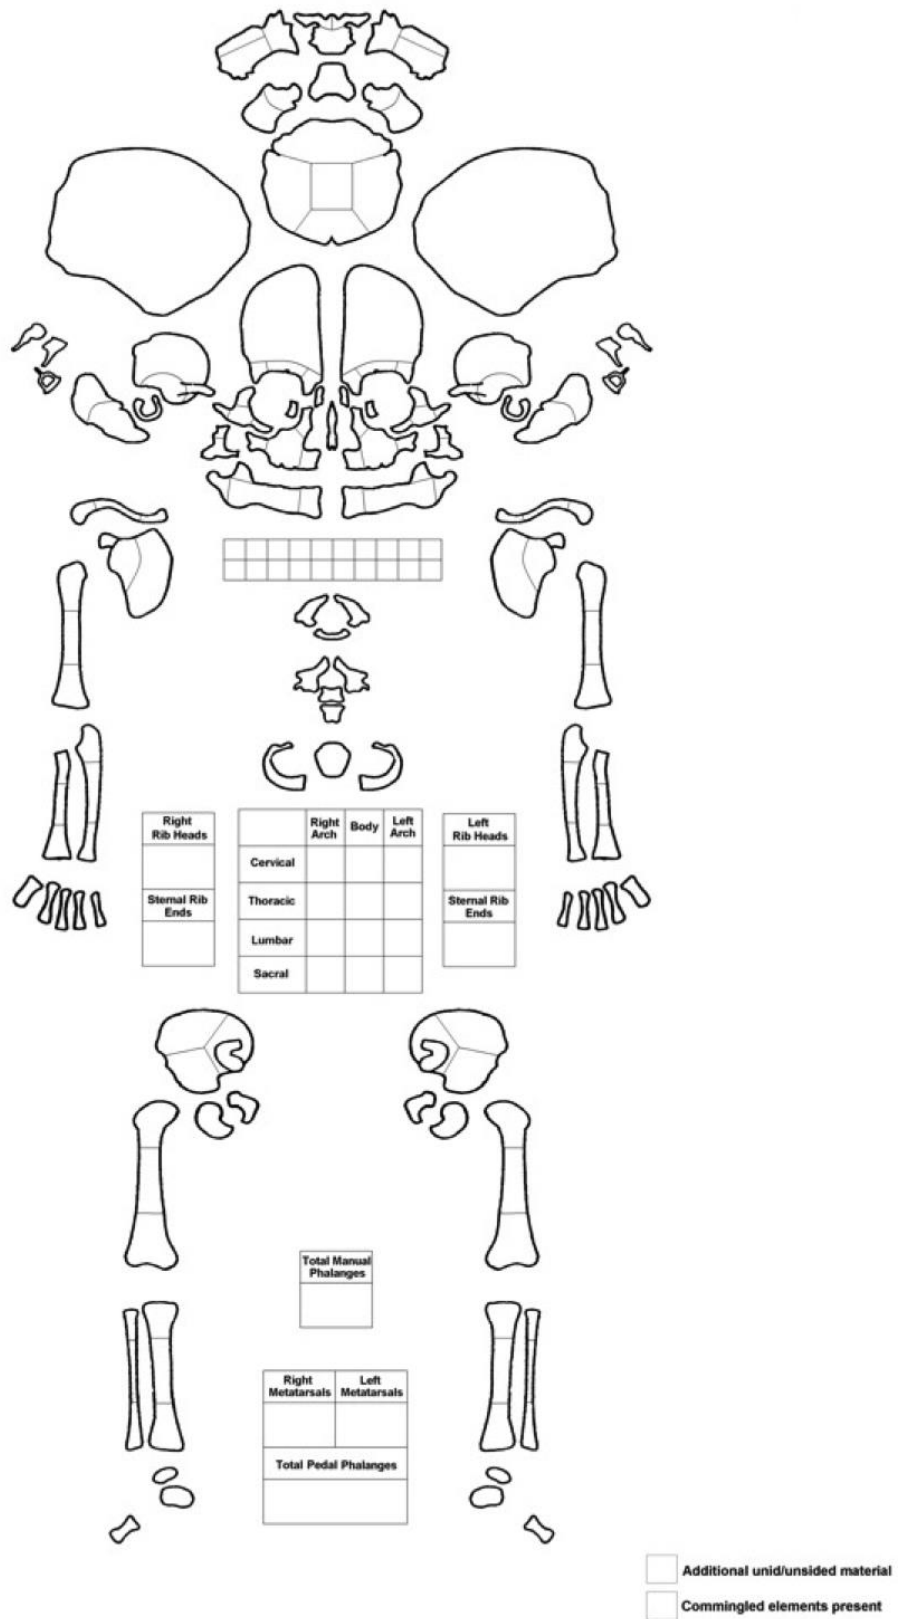 Right
Rib Heads
Sternal Rib
Ends
Right
Arch
Body
Left
Arch
Cervical
Thoracic
Lumbar
Sacral
Left
Rib Heads
Sternal Rib
Ends
Total Manual
Phalanges
Right
Metatarsals
Left
Metatarsals
Total Pedal Phalanges
Additional unid/unsided material
Commingled elements present